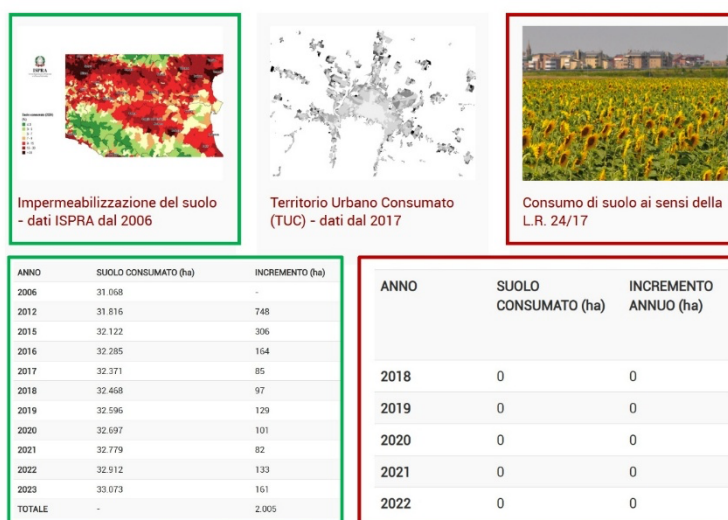 ISPRA
Impermeabilizzazione del suolo
- dati ISPRA dal 2006
Territorio Urbano Consumato
(TUC) - dati dal 2017
Consumo di suolo ai sensi della
L.R. 24/17
ANNO SUOLO CONSUMATO (ha) INCREMENTO (ha)
2006 31.068 -
2012 31.816 748
2015 32.122 306
2016 32.285 164
2017 32.371 85
2018 32.468 97
2019 32.596 129
2020 32.697 101
2021 32.779 82
2022 32.912 133
2023 33.073 161
TOTALE - 2.005
ANNO SUOLO INCREMENTO
CONSUMATO (ha) ANNUO (ha)
2018 0 0
2019 0 0
2020 0 0
2021 0 0
2022 0 0